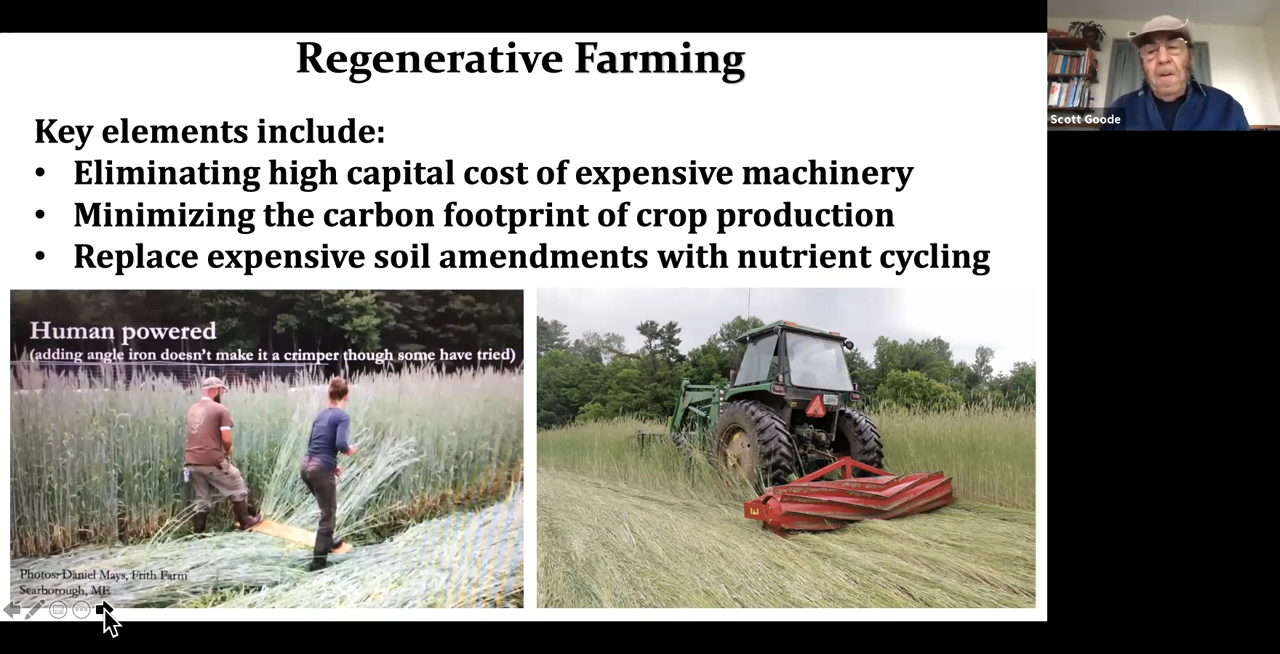 Regenerative Farming
Key elements include:
• Eliminating high capital cost of expensive machinery
• Minimizing the carbon footprint of crop production
• Replace expensive soil amendments with nutrient cycling
Human powered
(adding angle iron doesn't make it a crimper though some have tried)
Photos: Daniel Mays, Frith Farm
Scarborough, ME
Scott Goode